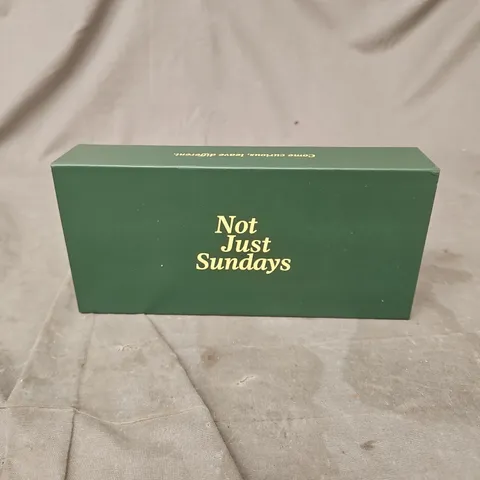 Come curious, leave different.
Not
Just
Sundays